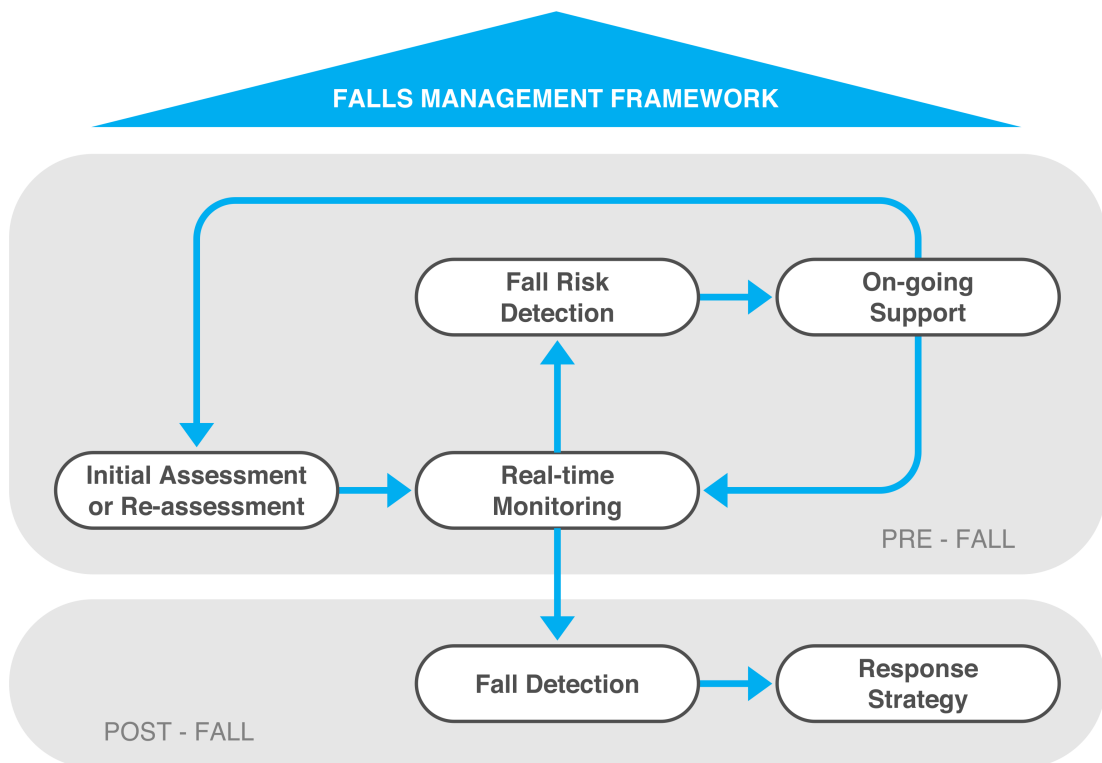 FALLS MANAGEMENT FRAMEWORK
Fall Risk
Detection
On-going
Support
Initial Assessment
or Re-assessment
Real-time
Monitoring
PRE - FALL
Fall Detection
Response
Strategy
POST - FALL